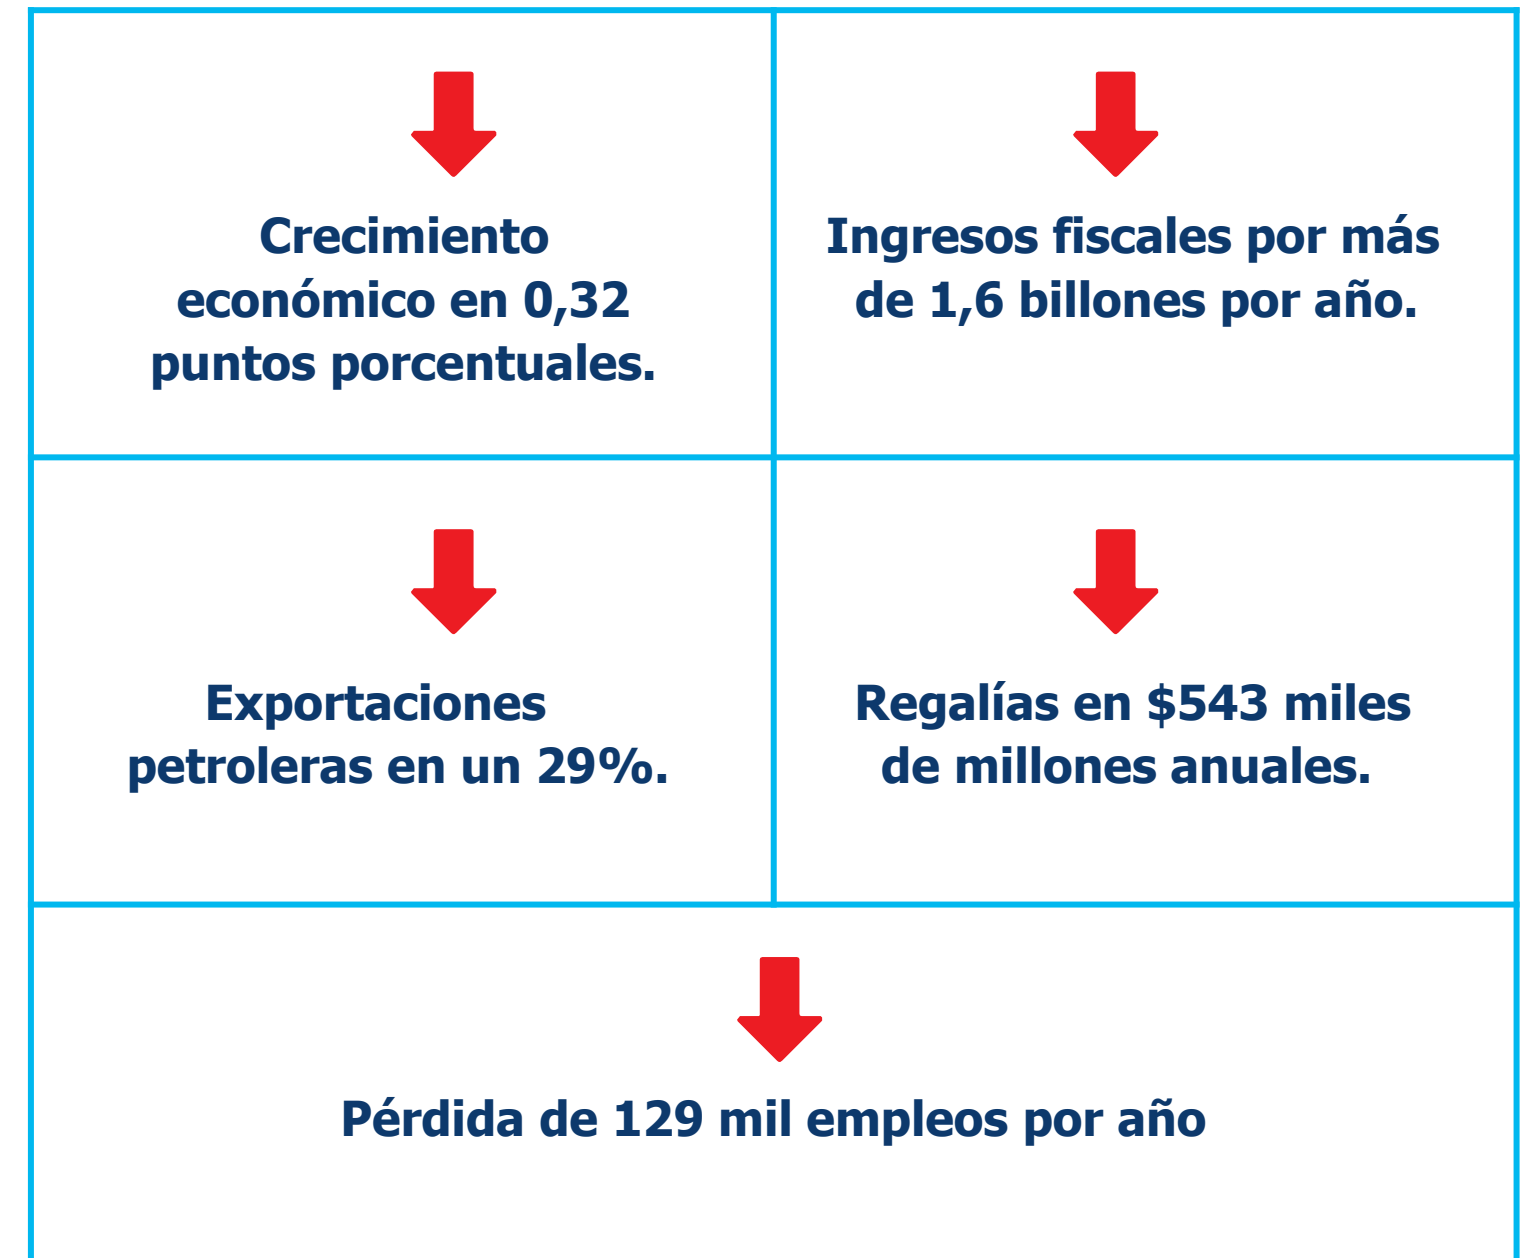 Crecimiento
económico en 0,32
puntos porcentuales.
Ingresos fiscales por más
de 1,6 billones por año.
Exportaciones
petroleras en un 29%.
Regalías en $543 miles
de millones anuales.
Pérdida de 129 mil empleos por año